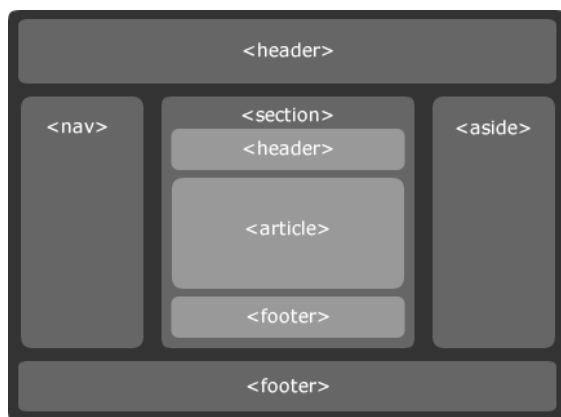 <header>
<nav>
<section>
<header>
<article>
<footer>
<aside>
<footer>